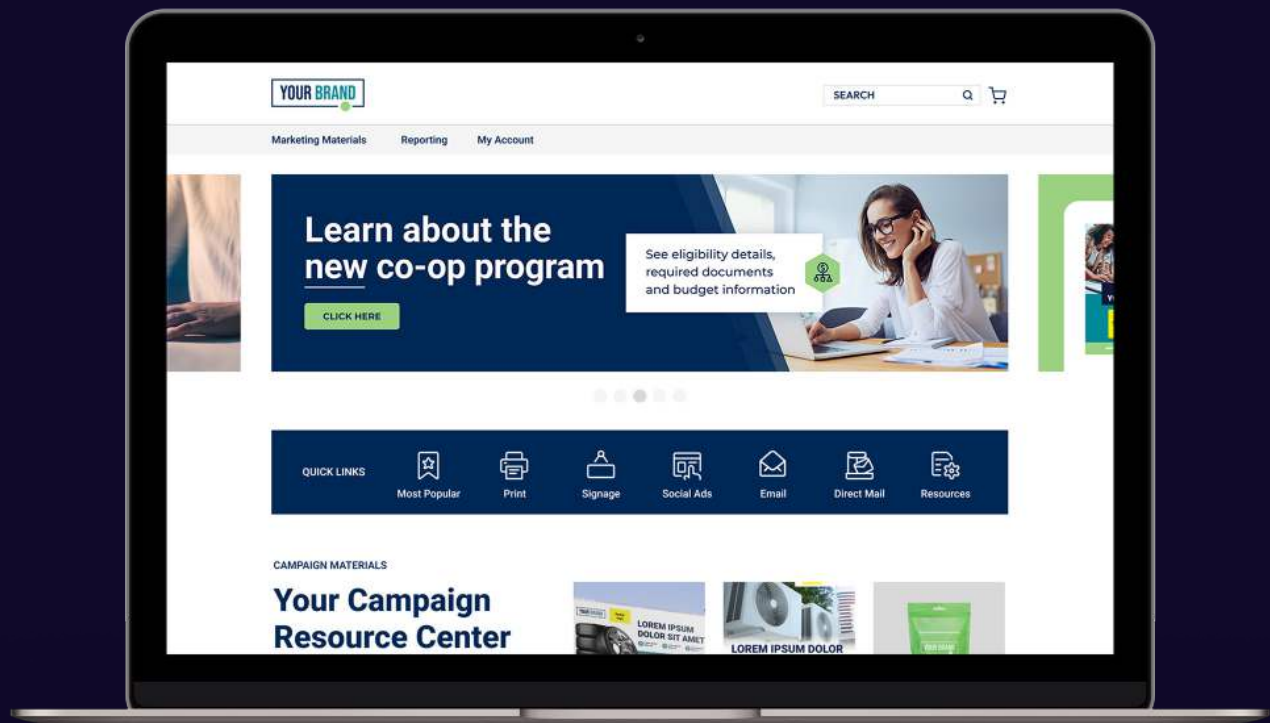 YOUR BRAND
SEARCH
Marketing Materials
Reporting
My Account
Learn about the
new co-op program
CLICK HERE
See eligibility details,
required documents
and budget information
QUICK LINKS
Most Popular
Print
Signage
Social Ads
Email
Direct Mail
Resources
CAMPAIGN MATERIALS
Your Campaign
Resource Center
LOREM IPSUM
DOLOR SIT AMET
LOREM IPSUM DOLOR
YOUR BRAND